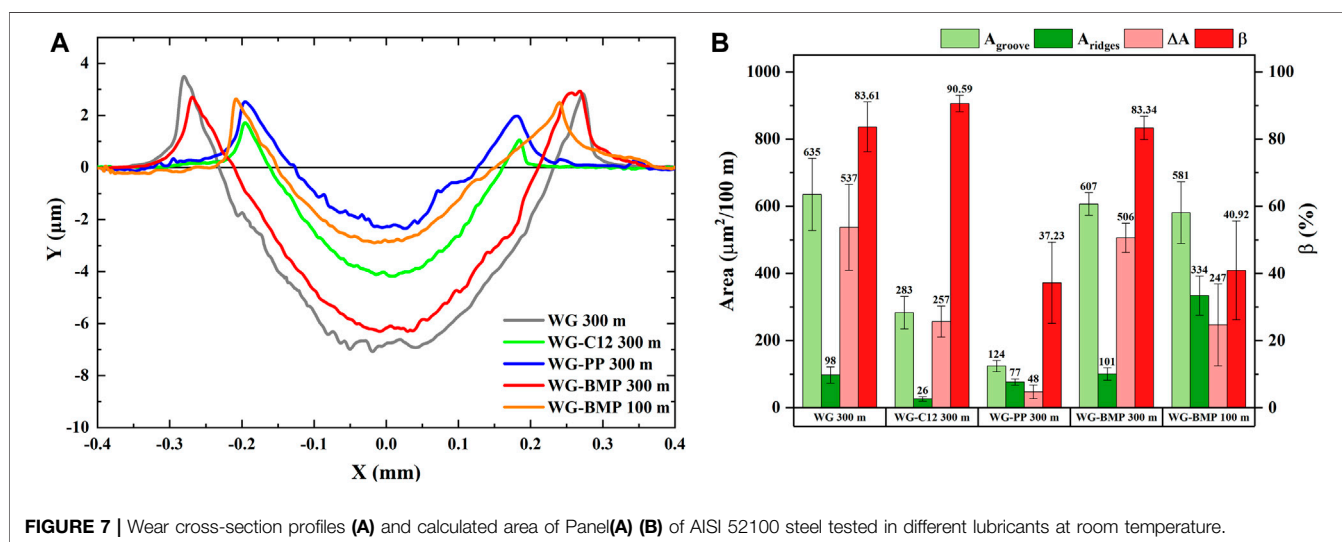 A
4
2
0
-2
-4
-6
-8
-10
Y (µm)
-0.4 -0.3 -0.2 -0.1 0.0 0.1 0.2 0.3 0.4
X (mm)
WG 300 m
WG-C12 300 m
WG-PP 300 m
WG-BMP 300 m
WG-BMP 100 m
B
Agroove Aridges ΔA β
1000
800
600
400
200
0
Area (µm²/100 m)
635 98 537 83.61
283 26 257 90.59
124 77 48 37.23
607 101 506 83.34
581 334 247 40.92
WG 300 m WG-C12 300 m WG-PP 300 m WG-BMP 300 m WG-BMP 100 m
100
80
60
40
20
0
β (%)
FIGURE 7 | Wear cross-section profiles (A) and calculated area of Panel(A) (B) of AISI 52100 steel tested in different lubricants at room temperature.